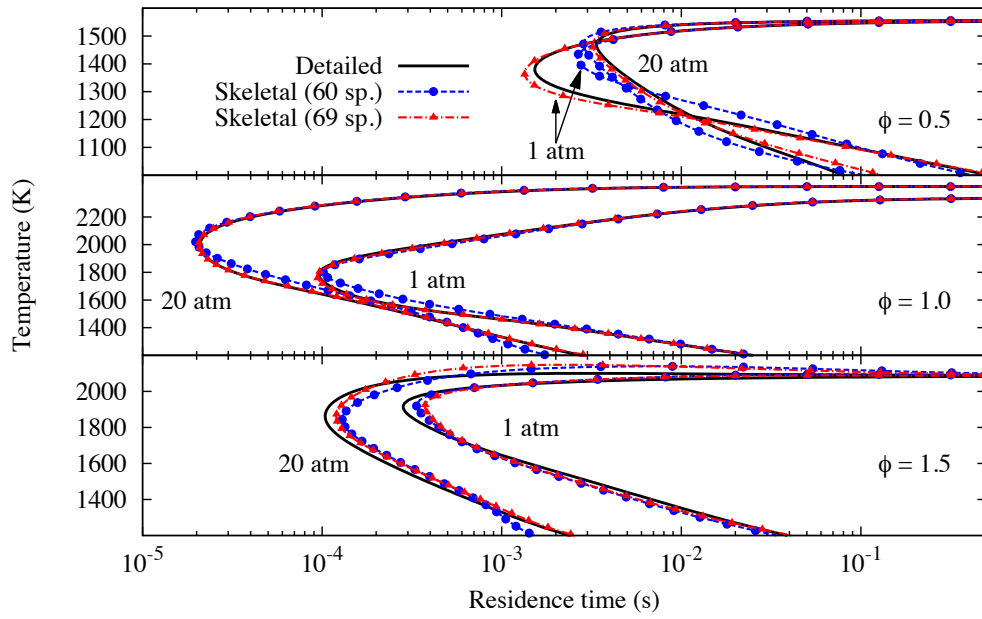 1500
1400
1300
1200
1100
Detailed
Skeletal (60 sp.)
Skeletal (69 sp.)
20 atm
1 atm
ϕ = 0.5
Temperature (K)
2200
2000
1800
1600
1400
20 atm
1 atm
ϕ = 1.0
2000
1800
1600
1400
20 atm
1 atm
ϕ = 1.5
10⁻⁵ 10⁻⁴ 10⁻³ 10⁻² 10⁻¹
Residence time (s)